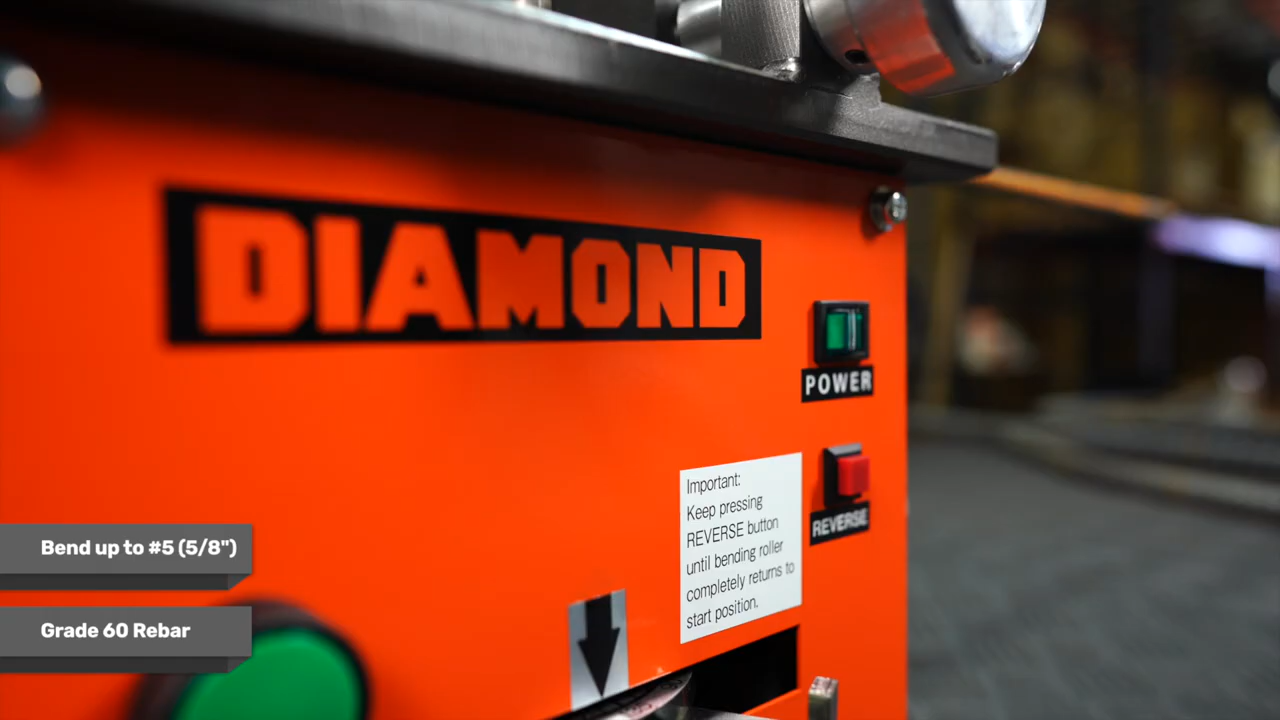 DIAMOND
POWER
Important:
Keep pressing
REVERSE button
until bending roller
completely returns to
start position.
REVERSE
Bend up to #5 (5/8")
Grade 60 Rebar